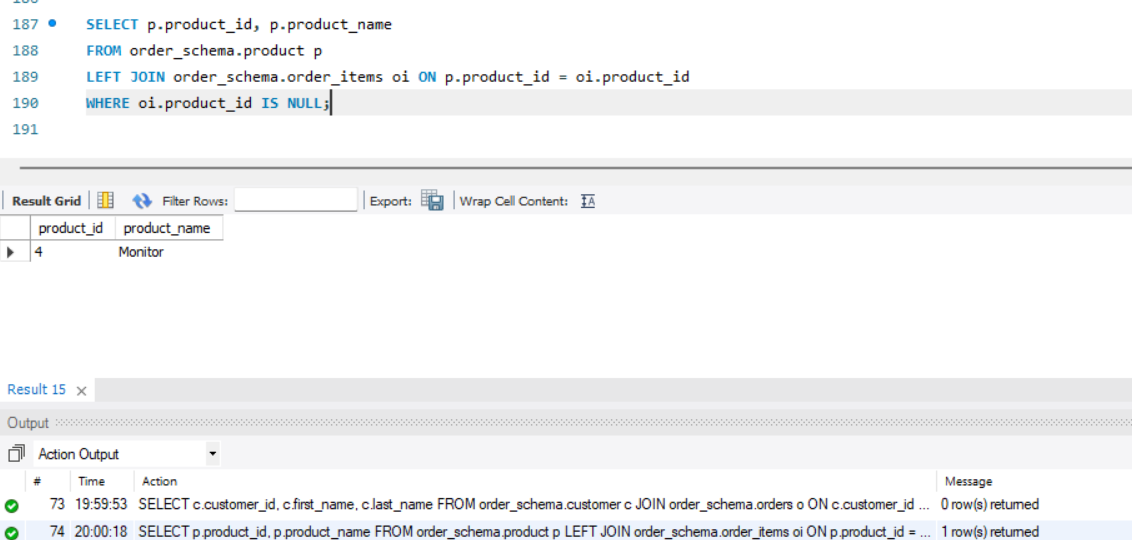 187 SELECT p.product_id, p.product_name
188 FROM order_schema.product p
189 LEFT JOIN order_schema.order_items oi ON p.product_id = oi.product_id
190 WHERE oi.product_id IS NULL;
191
Result Grid Filter Rows: Export: Wrap Cell Content: IA
product_id product_name
4 Monitor
Result 15
Output
Action Output
# Time Action Message
73 19:59:53 SELECT c.customer_id, c.first_name, c.last_name FROM order_schema.customer c JOIN order_schema.orders o ON c.customer_id ... 0 row(s) returned
74 20:00:18 SELECT p.product_id, p.product_name FROM order_schema.product p LEFT JOIN order_schema.order_items oi ON p.product_id = ... 1 row(s) returned